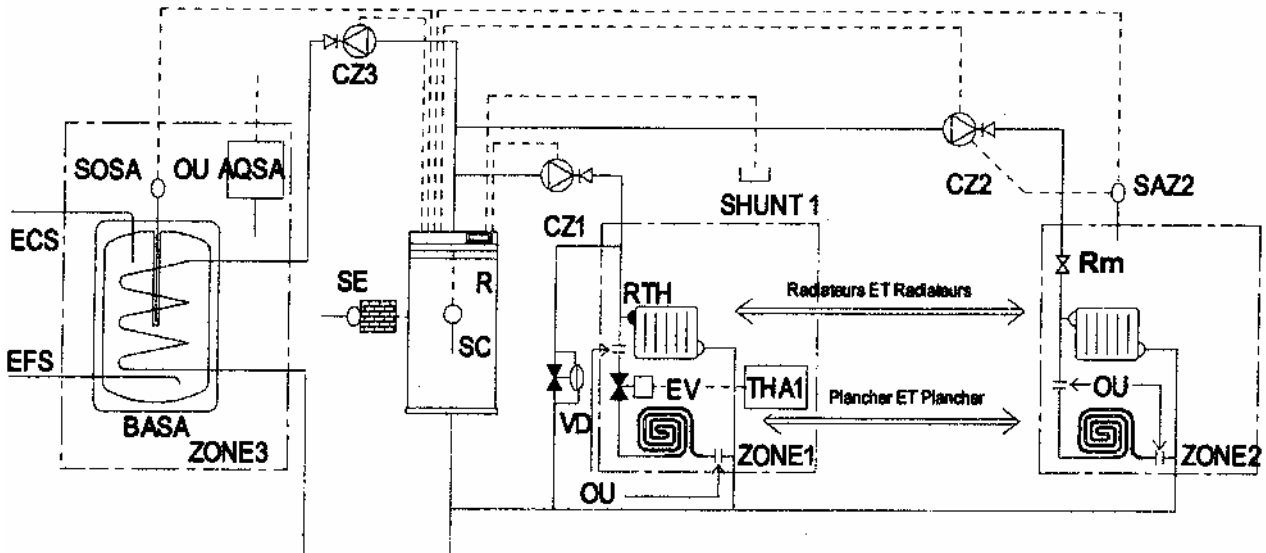 CZ3
SOSA
OU
AQSA
CZ2
SAZ2
SHUNT 1
CZ1
ECS
SE
R
RTH
Rm
Radiateurs ET Radiateurs
SC
EFS
EV
THA1
Plancher ET Plancher
OU
VD
BASA
ZONE3
ZONE1
ZONE2
OU